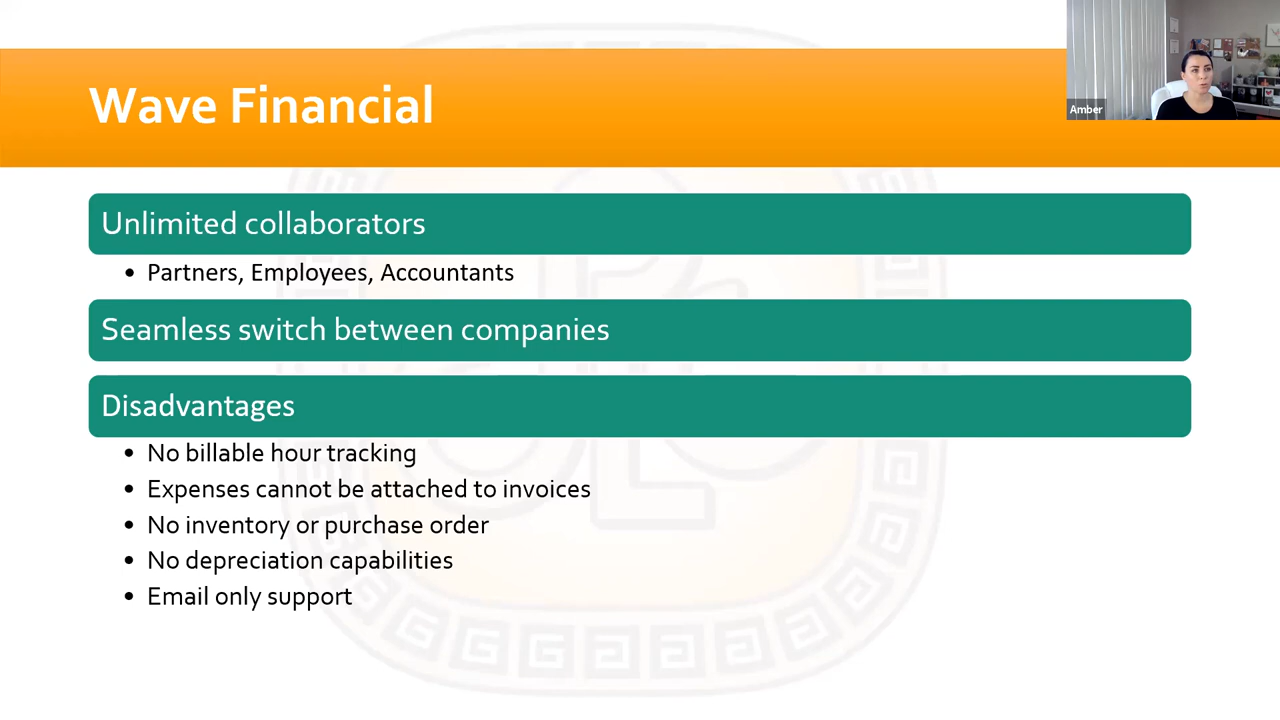 Wave Financial
Amber
Unlimited collaborators
• Partners, Employees, Accountants
Seamless switch between companies
Disadvantages
• No billable hour tracking
• Expenses cannot be attached to invoices
• No inventory or purchase order
• No depreciation capabilities
• Email only support